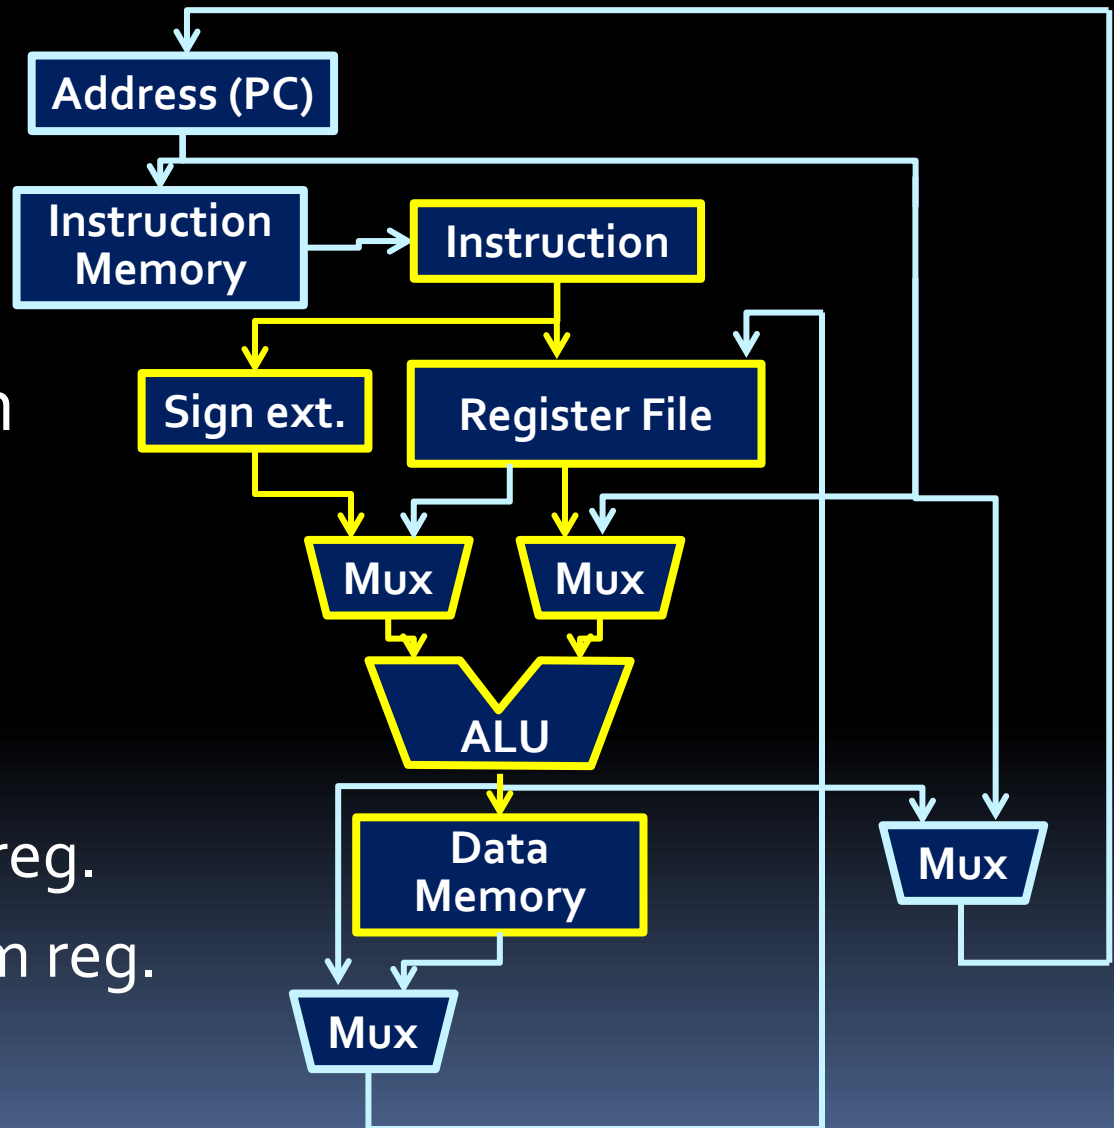 Address (PC)
Instruction
Memory
Instruction
Sign ext.
Register File
Mux
Mux
ALU
reg.
Data
Memory
Mux
reg.
Mux